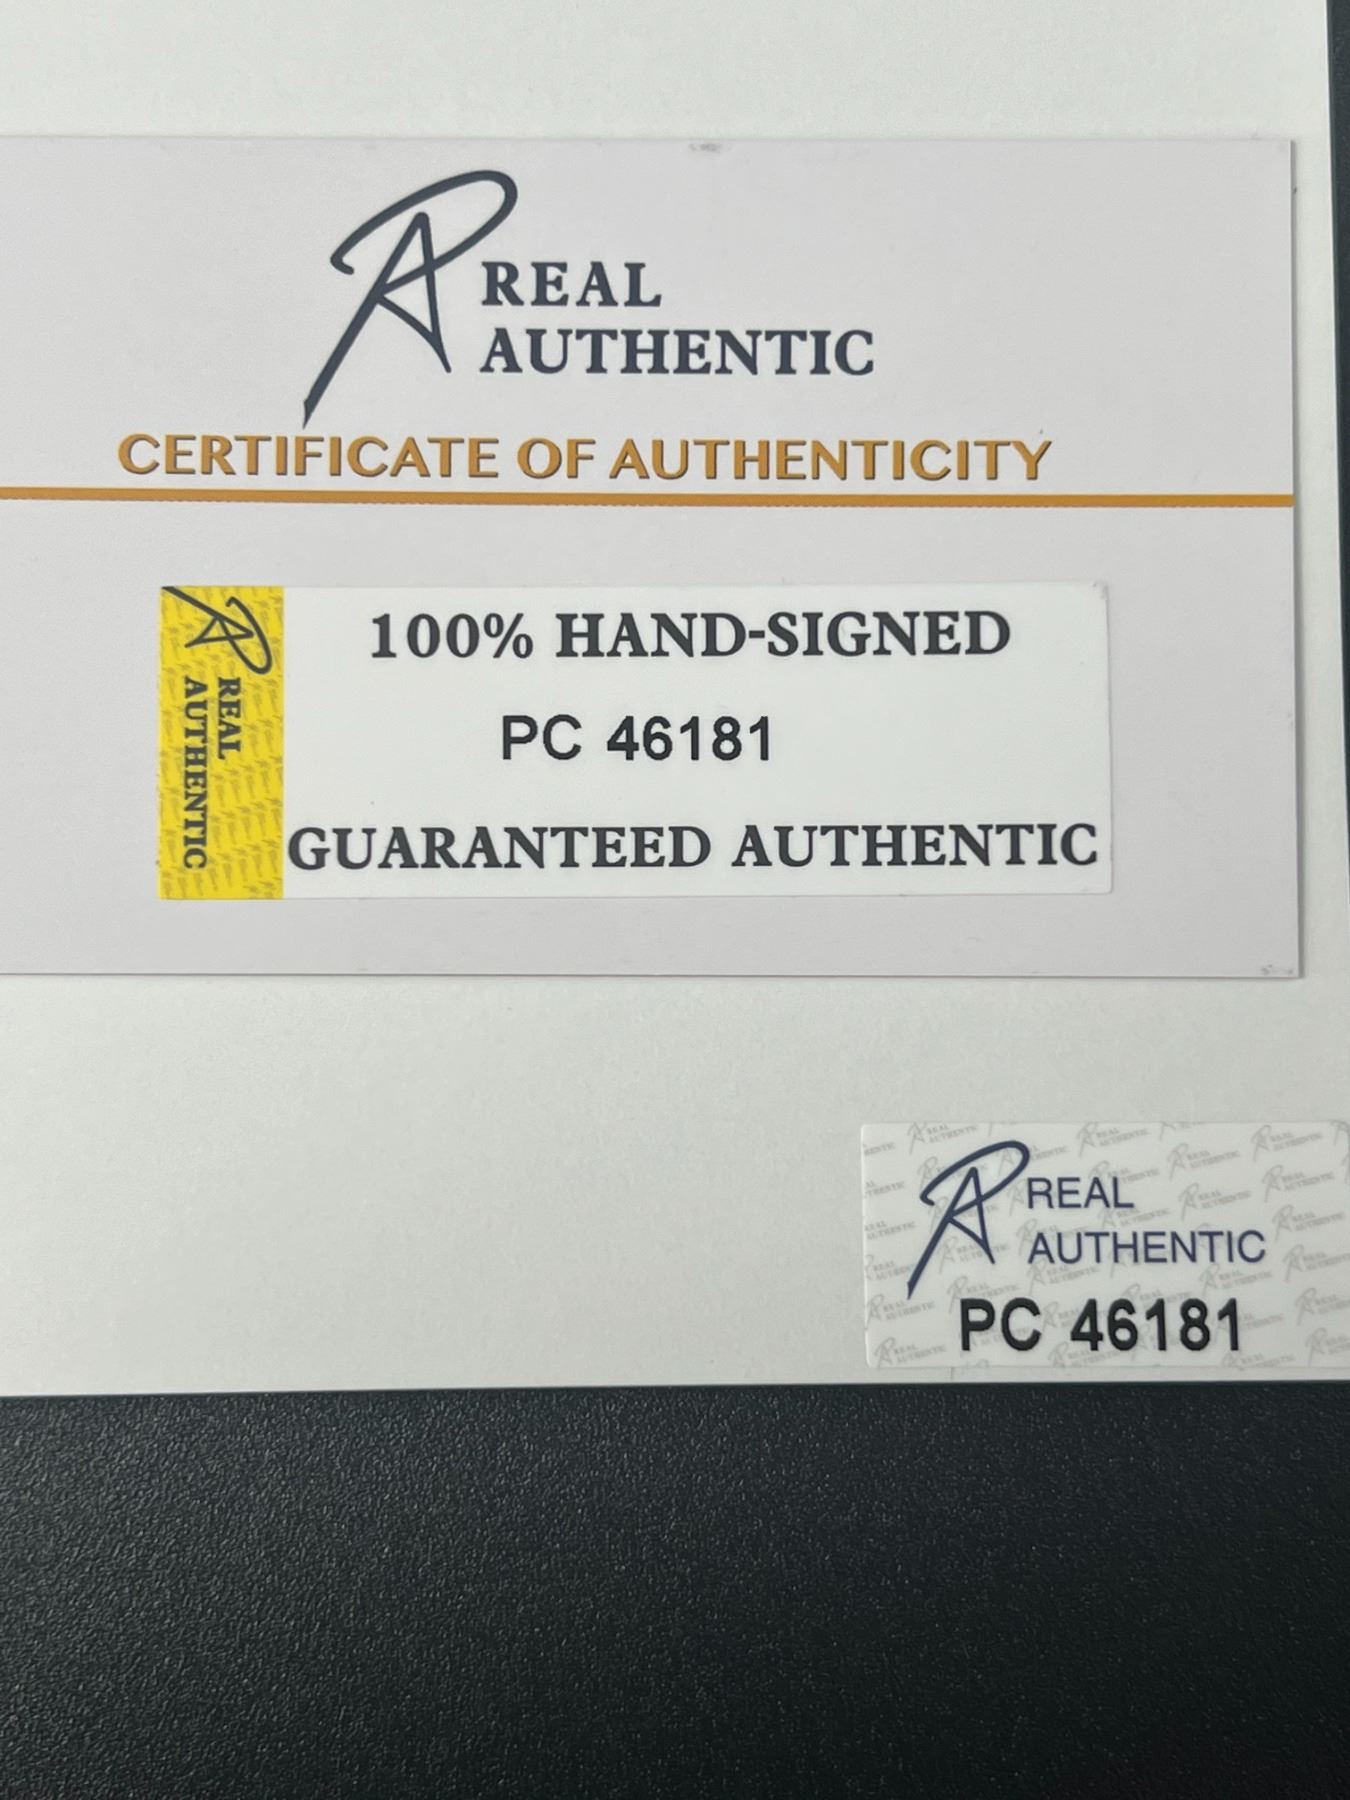 REAL
AUTHENTIC
CERTIFICATE OF AUTHENTICITY
REAL
AUTHENTIC
100% HAND-SIGNED
PC 46181
GUARANTEED AUTHENTIC
REAL
AUTHENTIC
PC 46181